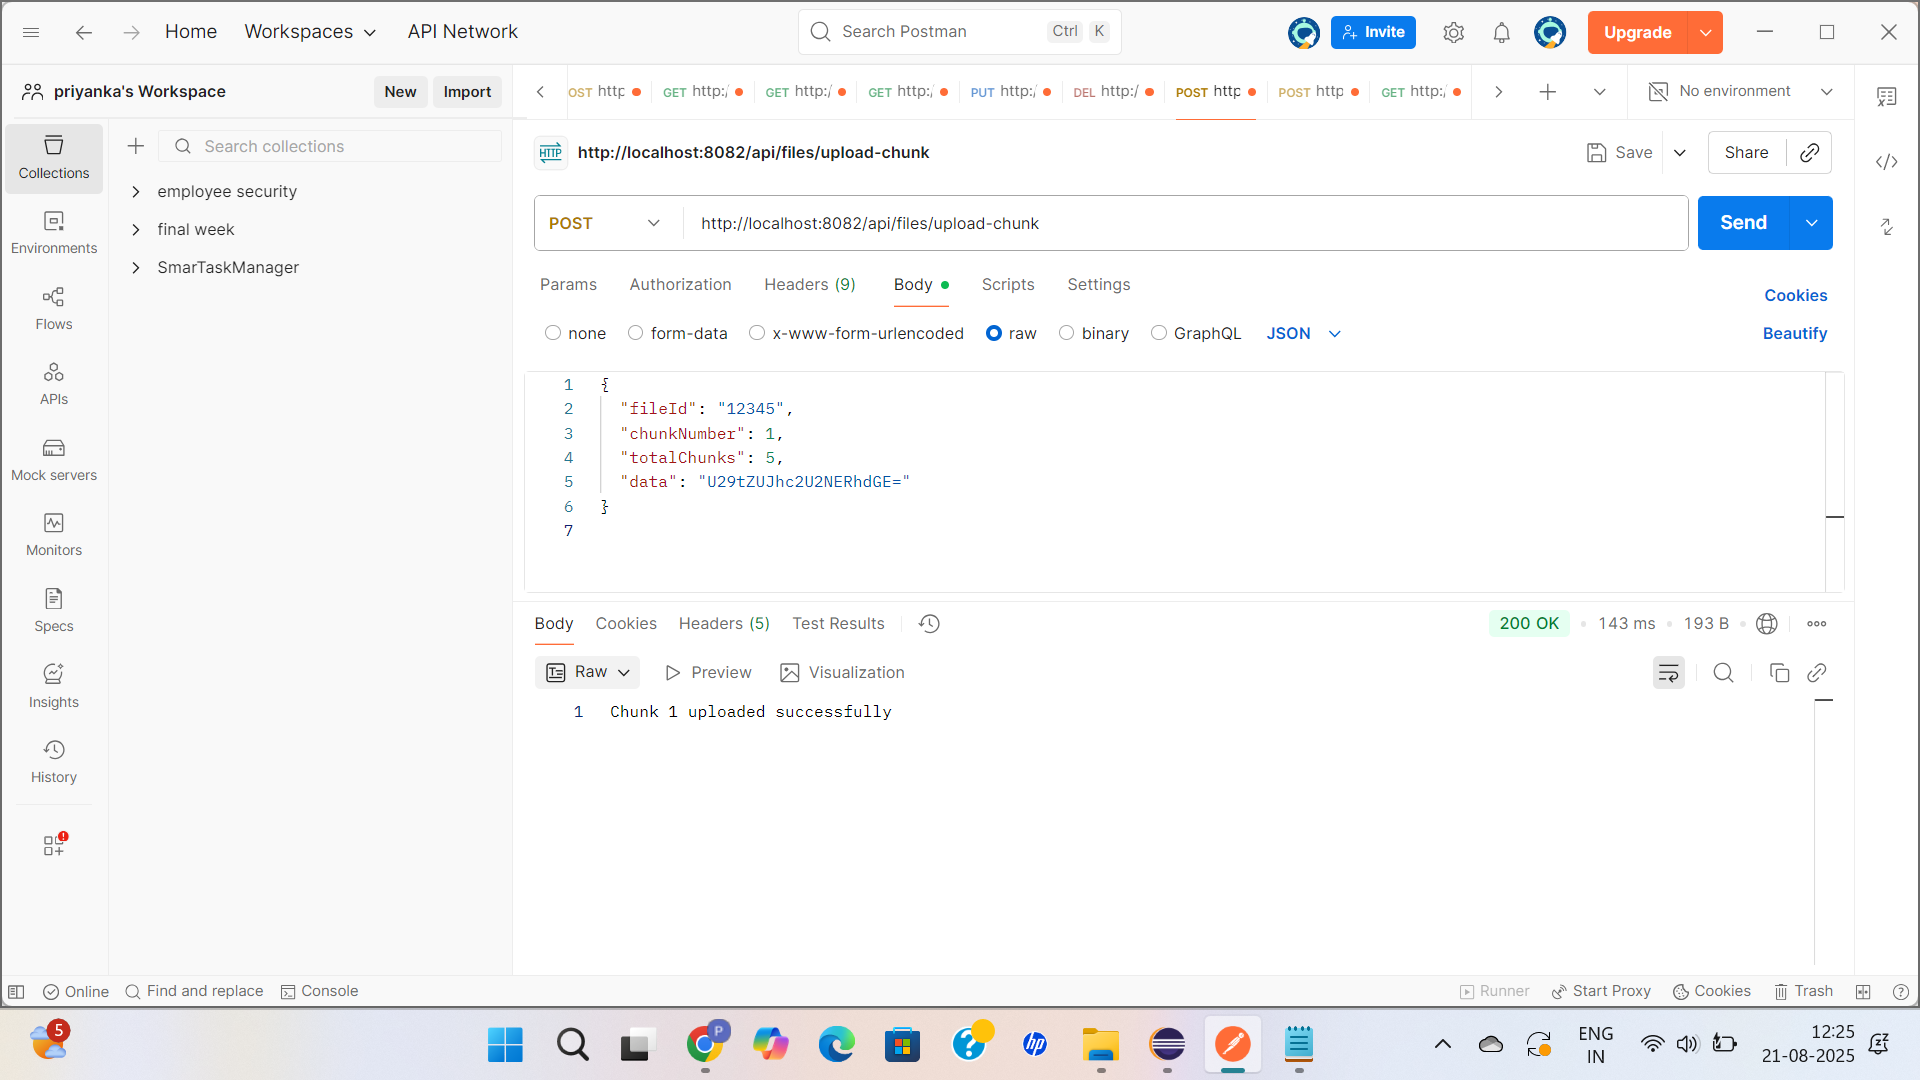 Home
Workspaces
API Network
Search Postman
Ctrl K
Invite
Upgrade
priyanka's Workspace
New
Import
OST http
GET http:/
GET http:/
GET http:/
PUT http:/
DEL http:/
POST http
POST http
GET http:/
No environment
Collections
Environments
Flows
APIs
Mock servers
Monitors
Specs
Insights
History
Search collections
employee security
final week
SmarTaskManager
HTTP http://localhost:8082/api/files/upload-chunk
Save
Share
POST
http://localhost:8082/api/files/upload-chunk
Send
Params
Authorization
Headers (9)
Body
Scripts
Settings
Cookies
none
form-data
x-www-form-urlencoded
raw
binary
GraphQL
JSON
Beautify
1 {
2 "fileId": "12345",
3 "chunkNumber": 1,
4 "totalChunks": 5,
5 "data": "U29tZUJhc2U2NERhdGE="
6 }
7
Body
Cookies
Headers (5)
Test Results
200 OK
143 ms
193 B
Raw
Preview
Visualization
1 Chunk 1 uploaded successfully
Online
Find and replace
Console
Runner
Start Proxy
Cookies
Trash
5
P
hp
ENG
IN
12:25
21-08-2025